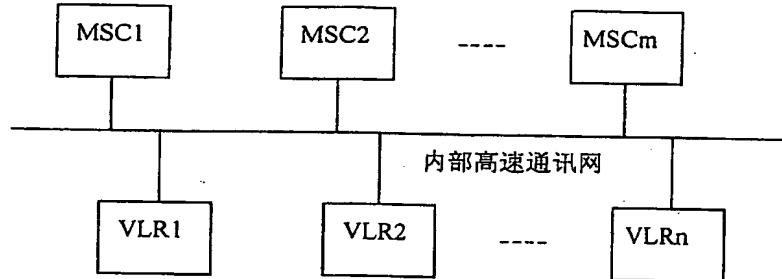 MSC1 MSC2 ---- MSCm
内部高速通讯网
VLR1 VLR2 ---- VLRn